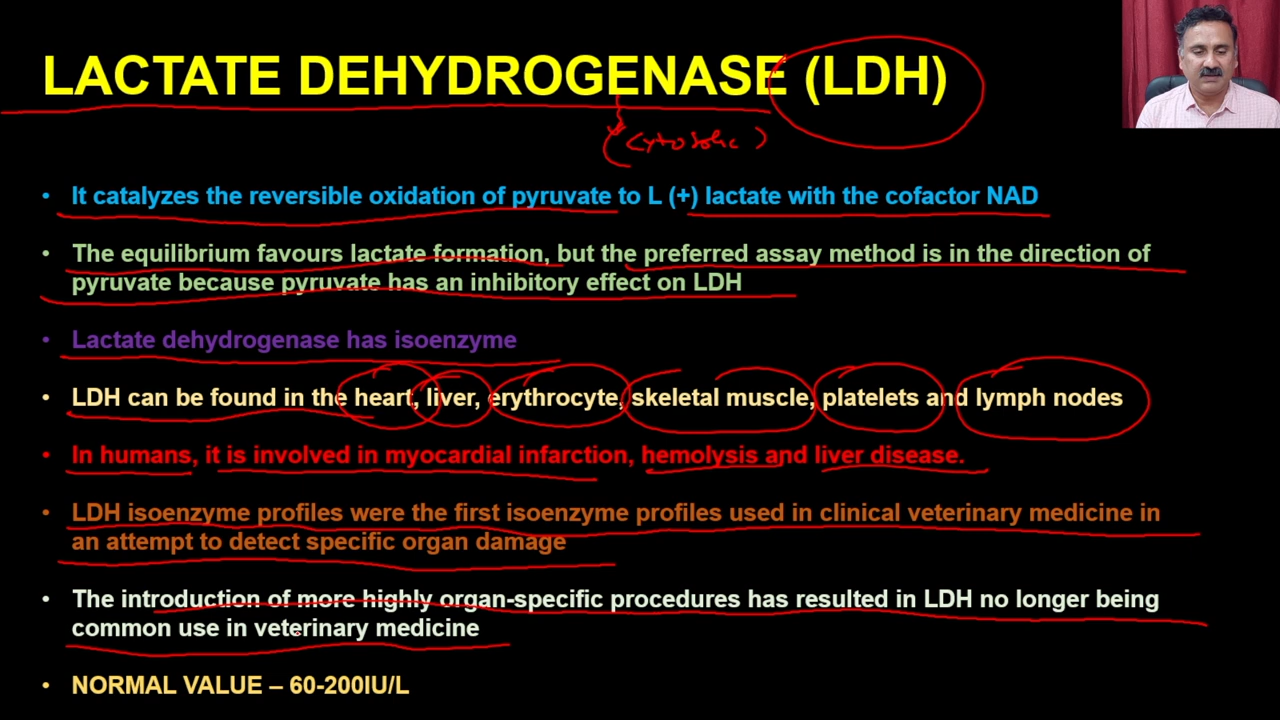 LACTATE DEHYDROGENASE (LDH)
(cytosolic)
• It catalyzes the reversible oxidation of pyruvate to L (+) lactate with the cofactor NAD
• The equilibrium favours lactate formation, but the preferred assay method is in the direction of
pyruvate because pyruvate has an inhibitory effect on LDH
• Lactate dehydrogenase has isoenzyme
• LDH can be found in the heart, liver, erythrocyte, skeletal muscle, platelets and lymph nodes
• In humans, it is involved in myocardial infarction, hemolysis and liver disease.
• LDH isoenzyme profiles were the first isoenzyme profiles used in clinical veterinary medicine in
an attempt to detect specific organ damage
• The introduction of more highly organ-specific procedures has resulted in LDH no longer being
common use in veterinary medicine
• NORMAL VALUE – 60-200IU/L